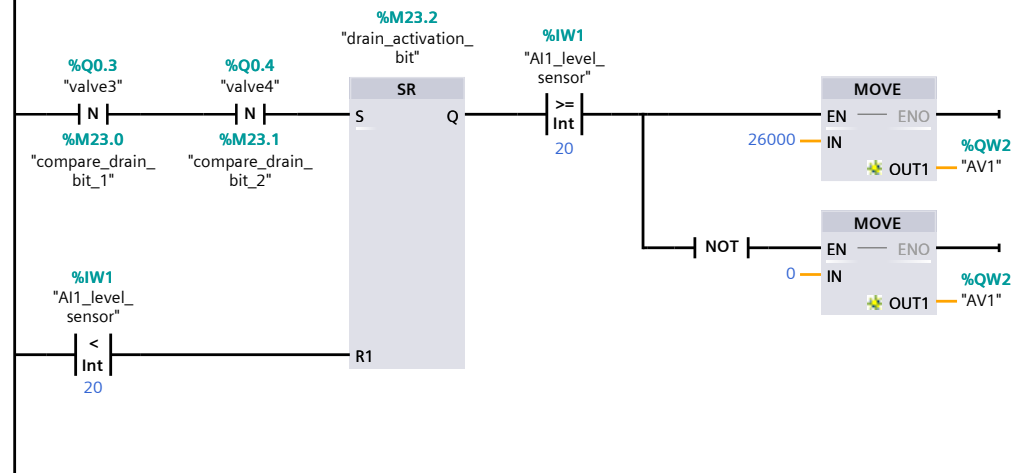 %M23.2
"drain_activation_
bit"
%IW1
"AI1_level_
sensor"
%Q0.3
"valve3"
%Q0.4
"valve4"
SR
MOVE
N
N
S
Q
>=
Int
EN
ENO
%M23.0
"compare_drain_
bit_1"
%M23.1
"compare_drain_
bit_2"
20
26000
IN
%QW2
OUT1
"AV1"
MOVE
NOT
EN
ENO
0
IN
%QW2
OUT1
"AV1"
%IW1
"AI1_level_
sensor"
<
Int
20
R1